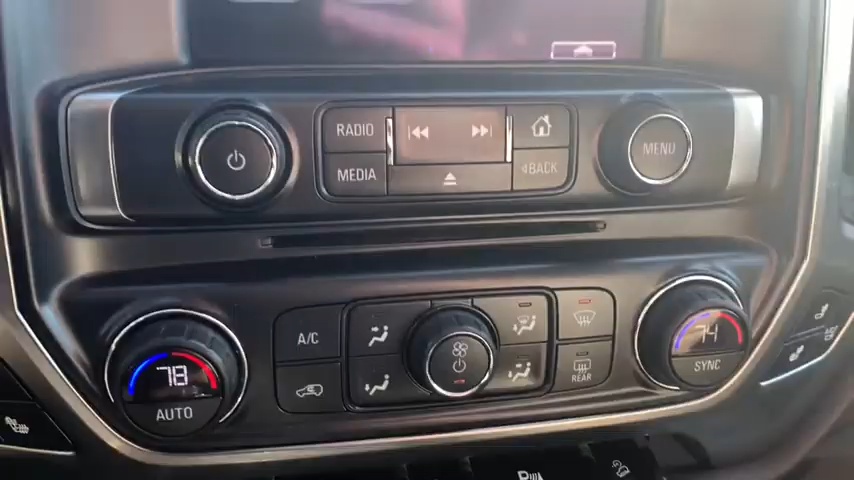 RADIO
MEDIA
BACK
MENU
A/C
78
AUTO
REAR
74
SYNC